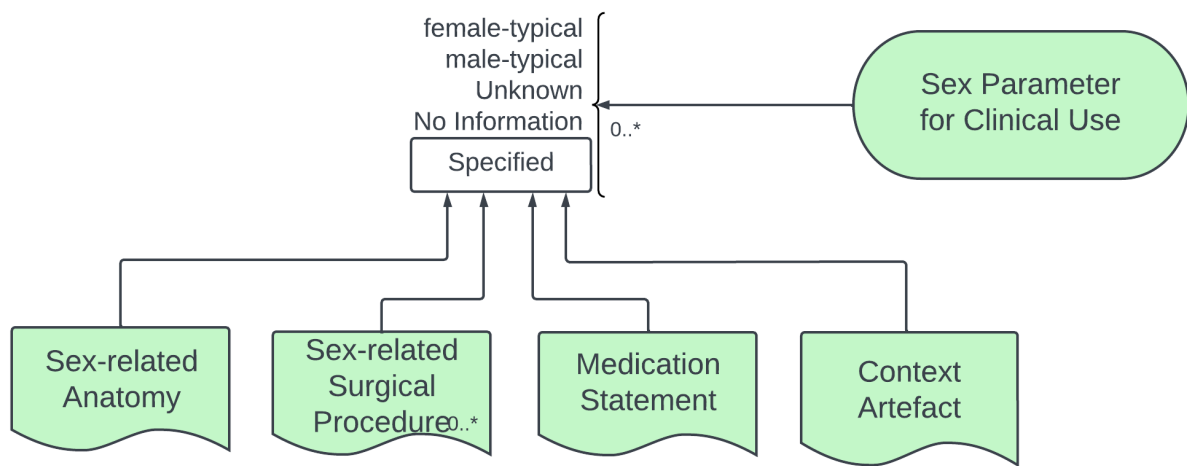 female-typical
male-typical
Unknown
No Information
Specified
0..*
Sex Parameter
for Clinical Use
Sex-related
Anatomy
Sex-related
Surgical
Procedure
0..*
Medication
Statement
Context
Artefact